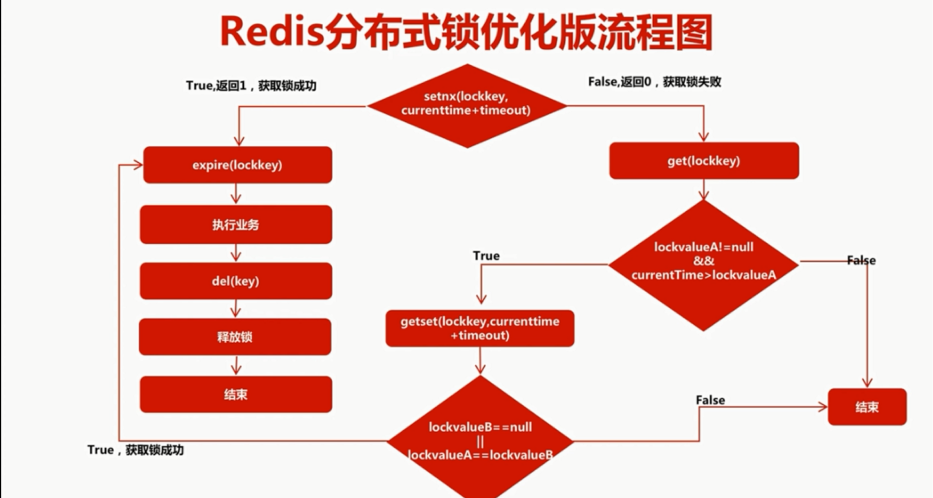 Redis分布式锁优化版流程图
True,返回1，获取锁成功
False,返回0，获取锁失败
setnx(lockkey,
currenttime+timeout)
expire(lockkey)
get(lockkey)
执行业务
lockvalueA!=null
&&
currentTime>lockvalueA
True
False
del(key)
getset(lockkey,currenttime
+timeout)
释放锁
结束
False
结束
lockvalueB==null
||
lockvalueA==lockvalueB
True，获取锁成功